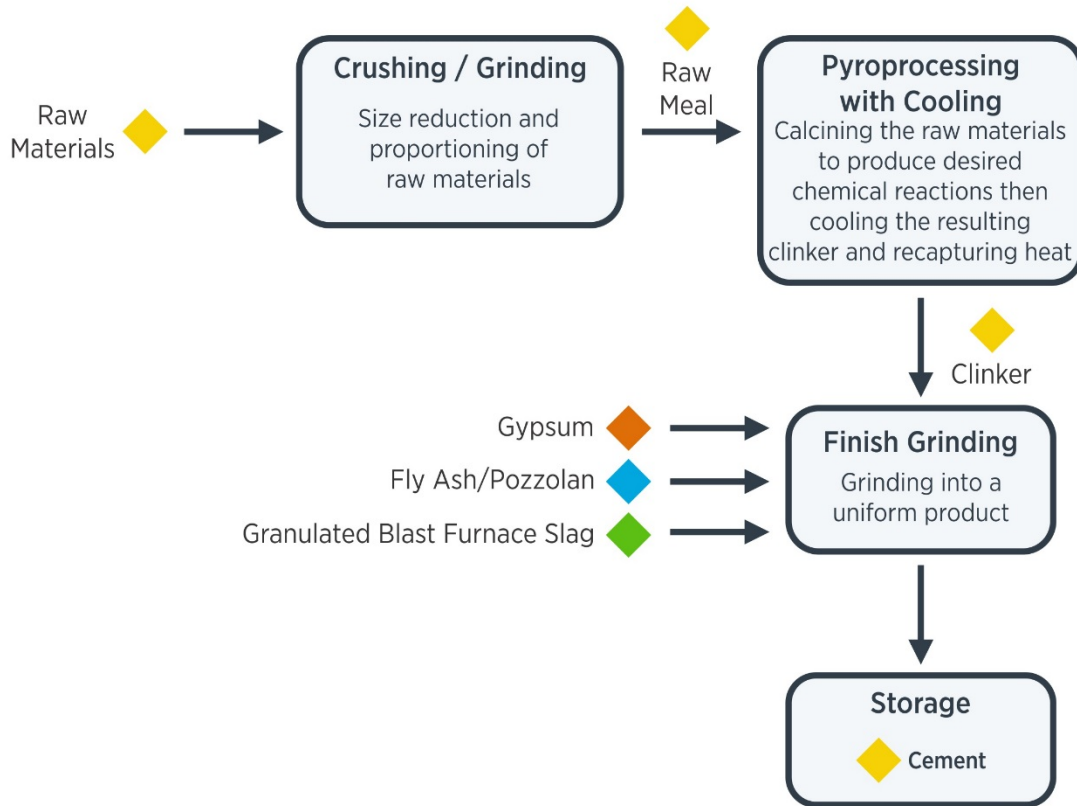 Raw
Materials
Crushing / Grinding
Size reduction and
proportioning of
raw materials
Raw
Meal
Pyroprocessing
with Cooling
Calcining the raw materials
to produce desired
chemical reactions then
cooling the resulting
clinker and recapturing heat
Clinker
Gypsum
Fly Ash/Pozzolan
Granulated Blast Furnace Slag
Finish Grinding
Grinding into a
uniform product
Storage
Cement